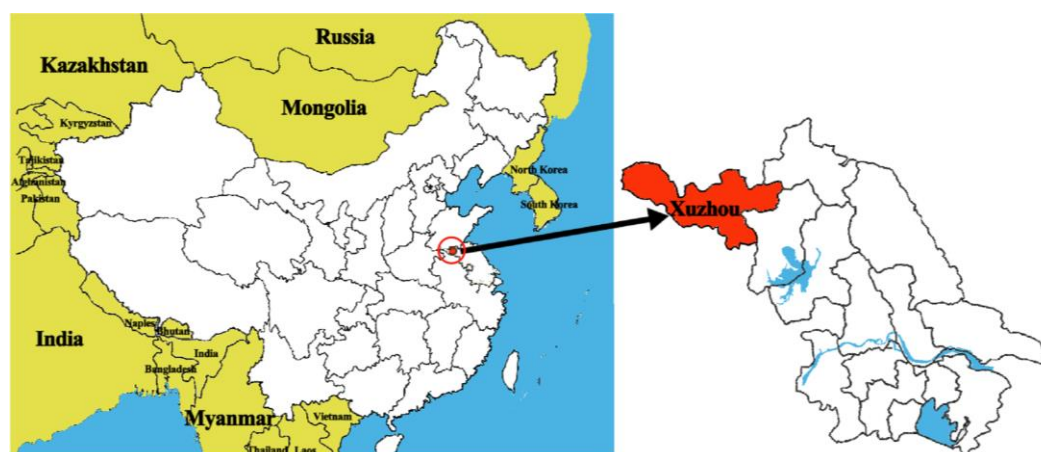 Russia
Kazakhstan
Mongolia
Kyrgyzstan
Tajikistan
Afghanistan
Pakistan
North Korea
South Korea
Xuzhou
India
Naples
Bhutan
India
Bangladesh
Myanmar
Vietnam
Thailand
Laos